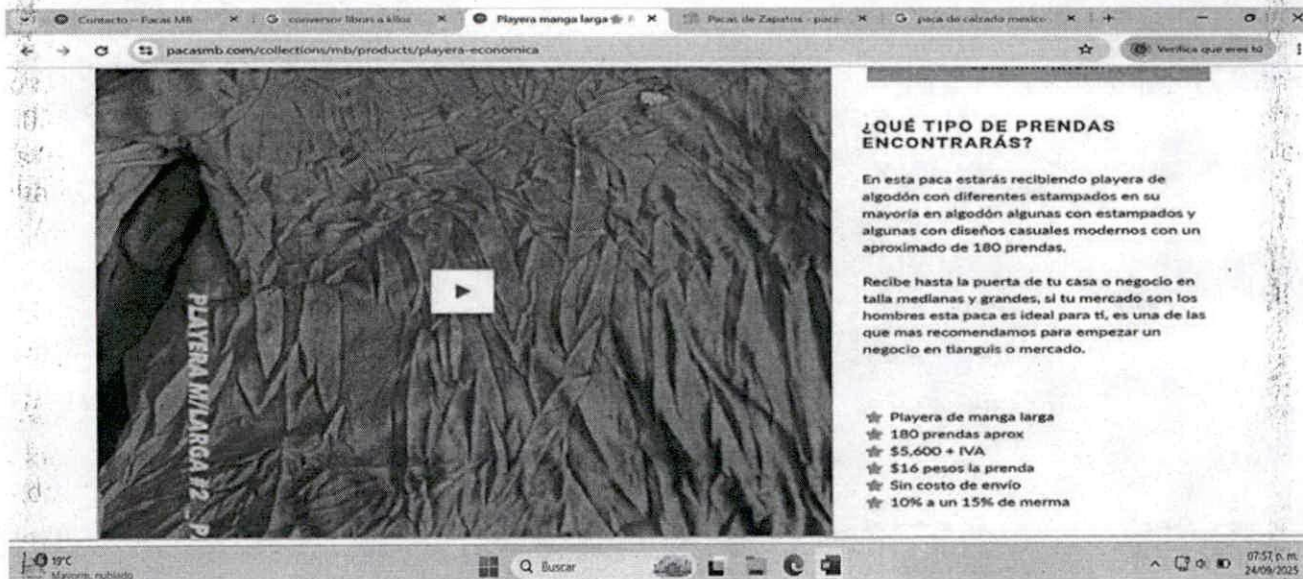 Contacto – Pacas MB
conversor libras a kilos
Playera manga larga
Pacas de Zapatos - paca
paca de calzado mexico
pacasmb.com/collections/mb/products/playera-economica
Verifica que eres tú
¿QUÉ TIPO DE PRENDAS
ENCONTRARÁS?
En esta paca estarás recibiendo playera de
algodón con diferentes estampados en su
mayoría en algodón algunas con estampados y
algunas con diseños casuales modernos con un
aproximado de 180 prendas.
Recibe hasta la puerta de tu casa o negocio en
talla medianas y grandes, si tu mercado son los
hombres esta paca es ideal para ti, es una de las
que mas recomendamos para empezar un
negocio en tianguis o mercado.
Playera de manga larga
180 prendas aprox
$5,600 + IVA
$16 pesos la prenda
Sin costo de envío
10% a un 15% de merma
PLAYRA M/LARGA #2 - P
19°C
Mayorm. nublado
Buscar
07:57 p. m.
24/09/2025